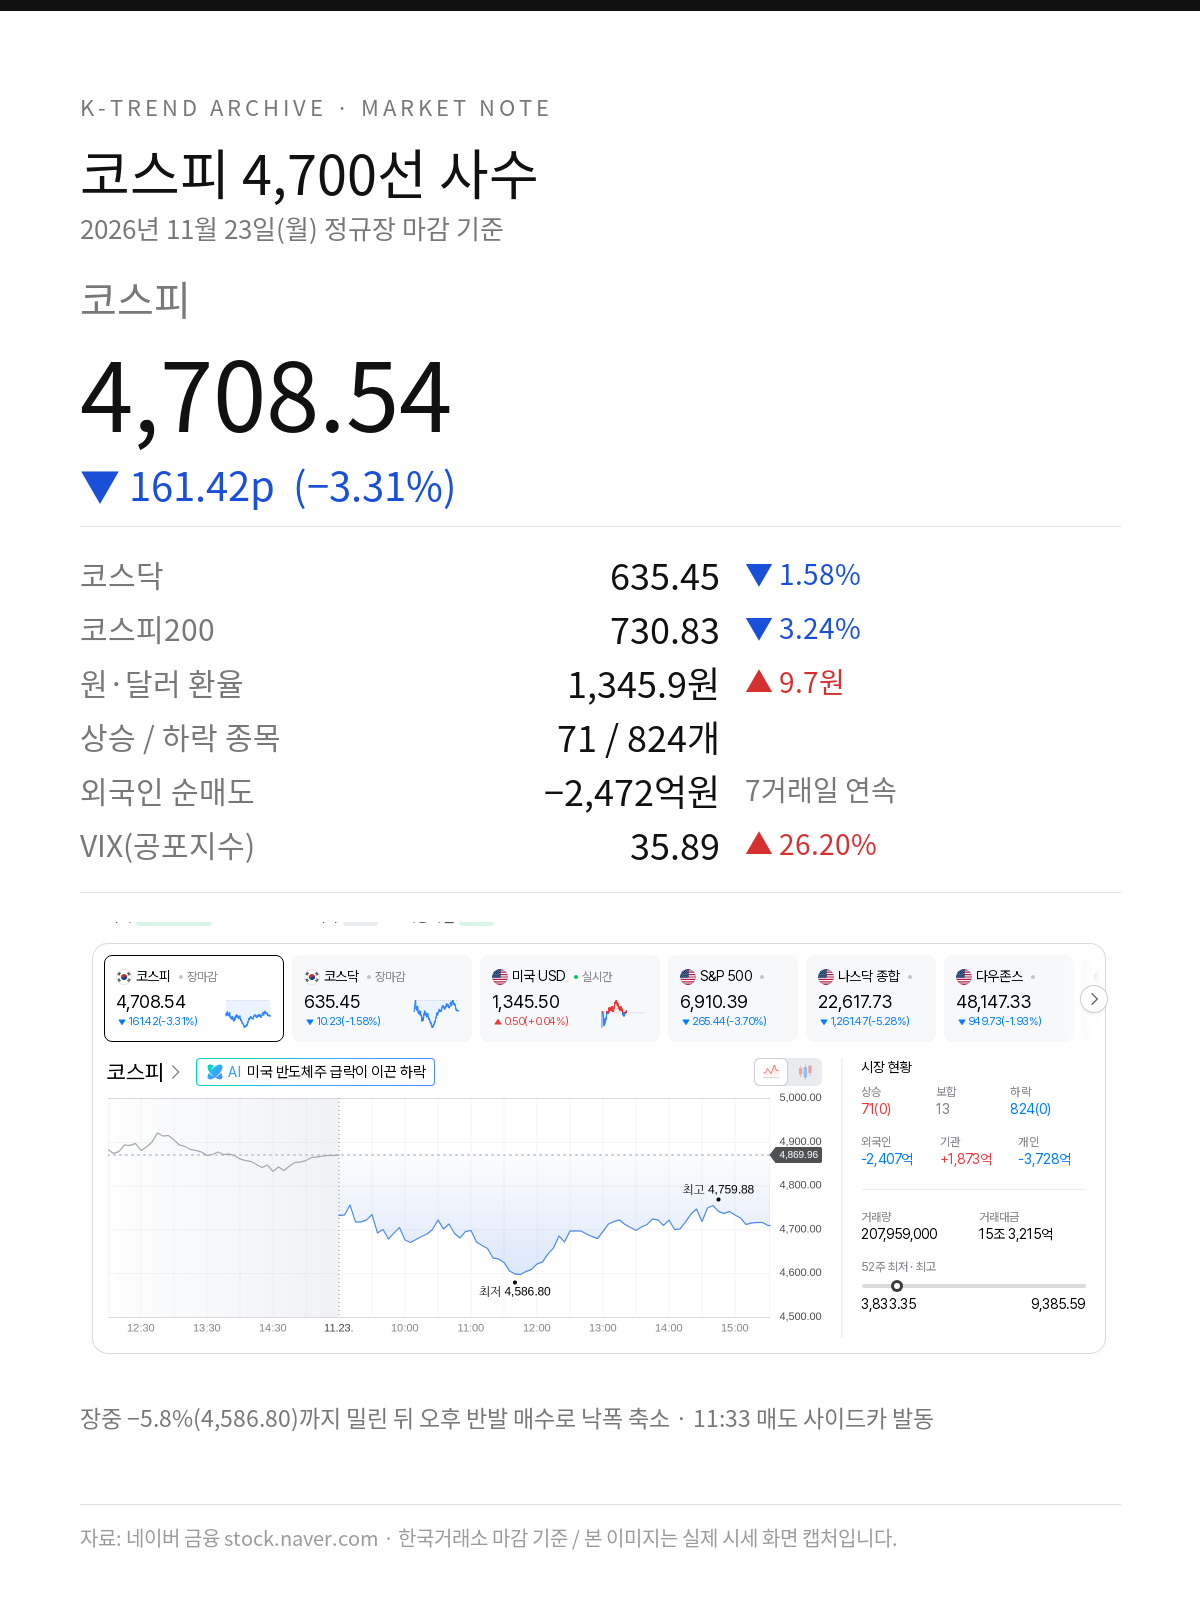 K-TREND ARCHIVE · MARKET NOTE
코스피 4,700선 사수
2026년 11월 23일(월) 정규장 마감 기준
코스피
4,708.54
▼ 161.42p (−3.31%)
코스닥 635.45 ▼ 1.58%
코스피200 730.83 ▼ 3.24%
원·달러 환율 1,345.9원 ▲ 9.7원
상승 / 하락 종목 71 / 824개
외국인 순매도 −2,472억원 7거래일 연속
VIX(공포지수) 35.89 ▲ 26.20%
코스피 • 장마감 코스닥 • 장마감 미국 USD • 실시간 S&P 500 • 나스닥 종합 • 다우존스 •
4,708.54 635.45 1,345.50 6,910.39 22,617.73 48,147.33
▼ 161.42(-3.31%) ▼ 10.23(-1.58%) ▲ 0.50(+0.04%) ▼ 265.44(-3.70%) ▼ 1,261.47(-5.28%) ▼ 949.73(-1.93%)
코스피 > AI 미국 반도체주 급락이 이끈 하락
5,000.00
4,900.00
4,869.96
4,800.00
최고 4,759.88
4,700.00
4,600.00
최저 4,586.80
4,500.00
12:30 13:30 14:30 11.23. 10:00 11:00 12:00 13:00 14:00 15:00
시장 현황
상승 보합 하락
71(0) 13 824(0)
외국인 기관 개인
-2,407억 +1,873억 -3,728억
거래량 거래대금
207,959,000 15조 3,215억
52주 최저·최고
3,833.35 9,385.59
장중 −5.8%(4,586.80)까지 밀린 뒤 오후 반발 매수로 낙폭 축소 · 11:33 매도 사이드카 발동
자료: 네이버 금융 stock.naver.com · 한국거래소 마감 기준 / 본 이미지는 실제 시세 화면 캡처입니다.